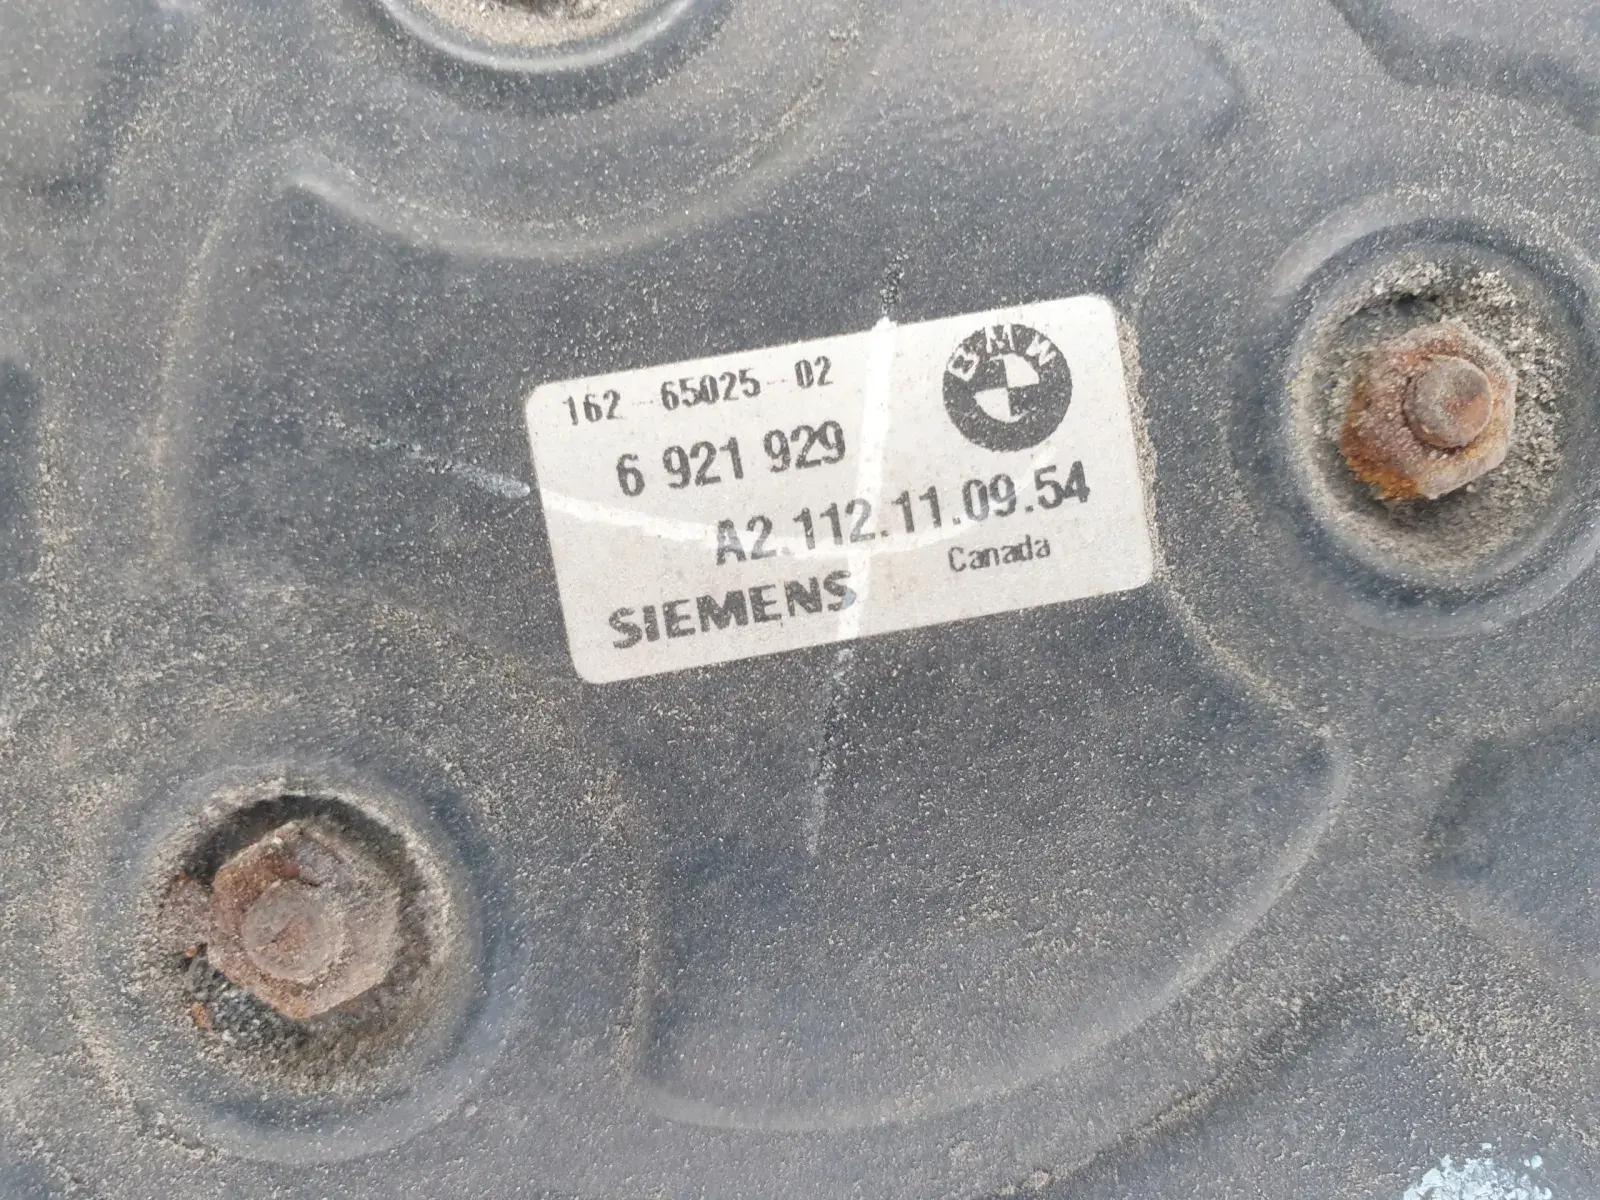 162 65025-02
BMW
6 921 929
A2.112.11.09.54
Canada
SIEMENS